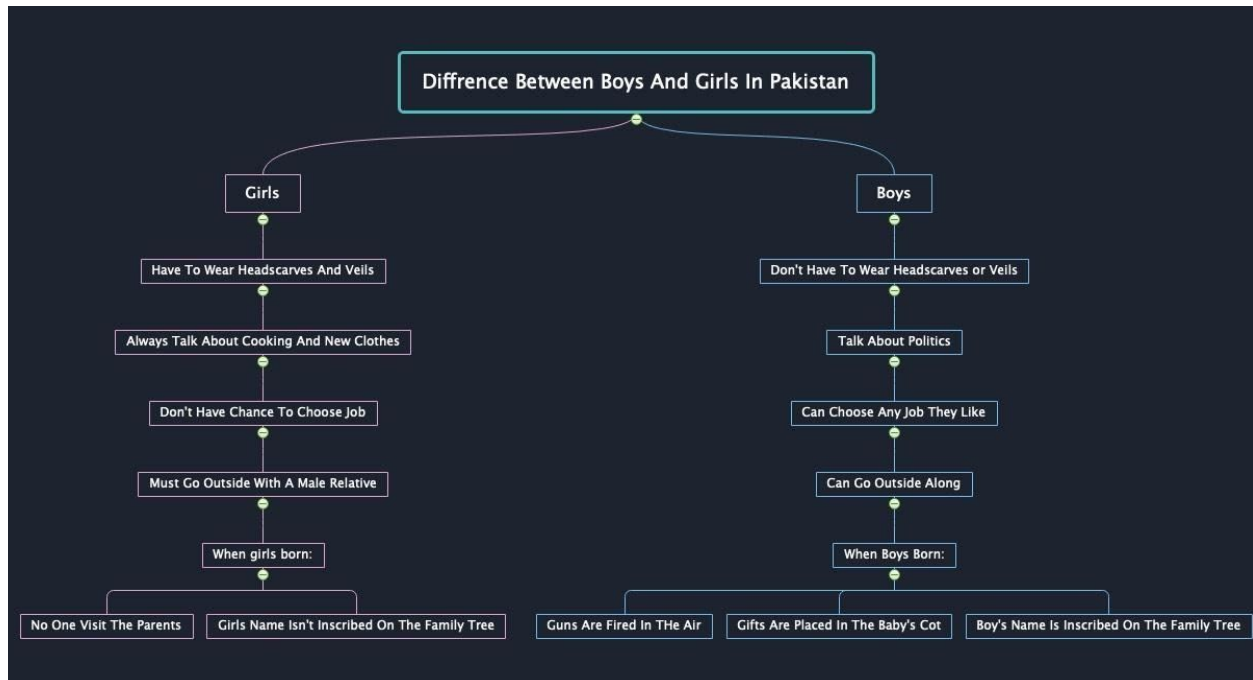 Diffrence Between Boys And Girls In Pakistan
Girls
Boys
Have To Wear Headscarves And Veils
Don't Have To Wear Headscarves or Veils
Always Talk About Cooking And New Clothes
Talk About Politics
Don't Have Chance To Choose Job
Can Choose Any Job They Like
Must Go Outside With A Male Relative
Can Go Outside Along
When girls born:
When Boys Born:
No One Visit The Parents
Girls Name Isn't Inscribed On The Family Tree
Guns Are Fired In THe Air
Gifts Are Placed In The Baby's Cot
Boy's Name Is Inscribed On The Family Tree